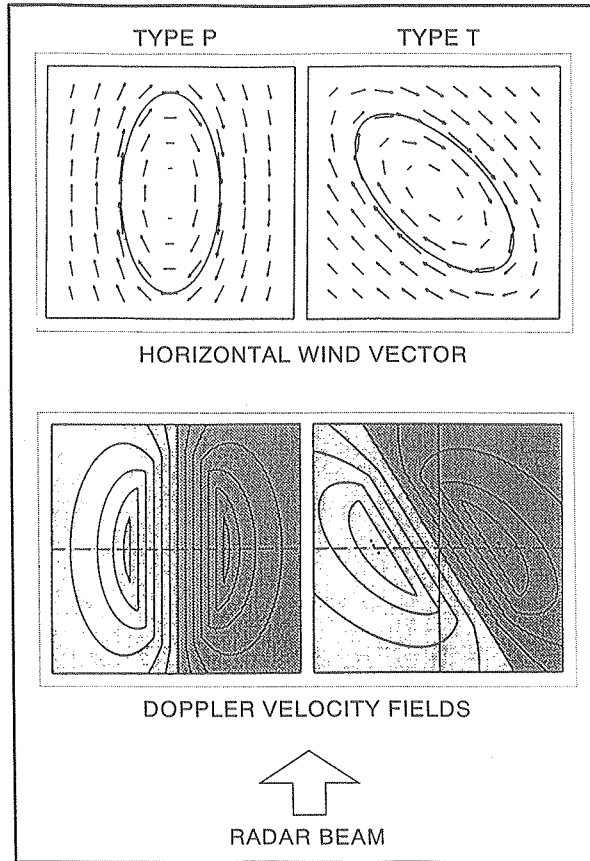 TYPE P
TYPE T
HORIZONTAL WIND VECTOR
DOPPLER VELOCITY FIELDS
RADAR BEAM